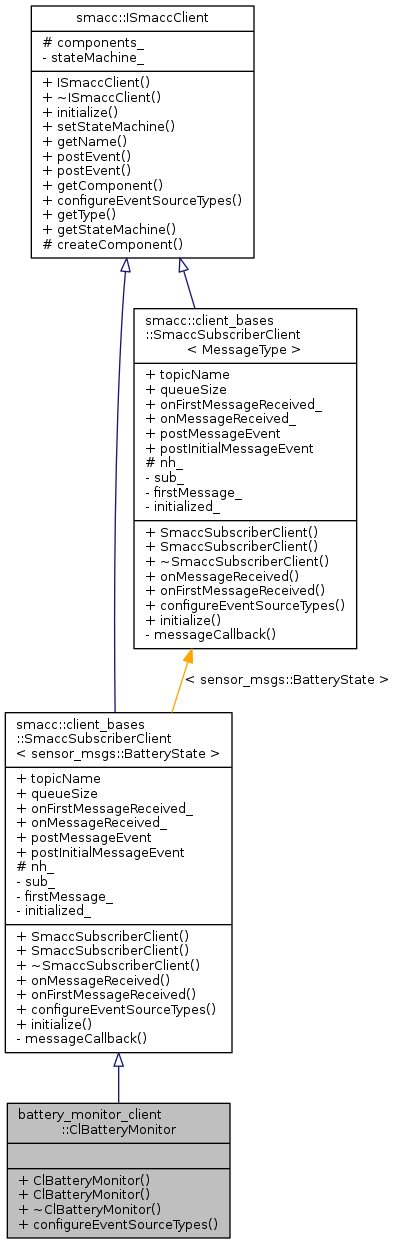 smacc::ISmaccClient
# components_
- stateMachine_
+ ISmaccClient()
+ ~ISmaccClient()
+ initialize()
+ setStateMachine()
+ getName()
+ postEvent()
+ postEvent()
+ getComponent()
+ configureEventSourceTypes()
+ getType()
+ getStateMachine()
# createComponent()
smacc::client_bases
::SmaccSubscriberClient
< MessageType >
+ topicName
+ queueSize
+ onFirstMessageReceived_
+ onMessageReceived_
+ postMessageEvent
+ postInitialMessageEvent
# nh_
- sub_
- firstMessage_
- initialized_
+ SmaccSubscriberClient()
+ SmaccSubscriberClient()
+ ~SmaccSubscriberClient()
+ onMessageReceived()
+ onFirstMessageReceived()
+ configureEventSourceTypes()
+ initialize()
- messageCallback()
< sensor_msgs::BatteryState >
smacc::client_bases
::SmaccSubscriberClient
< sensor_msgs::BatteryState >
+ topicName
+ queueSize
+ onFirstMessageReceived_
+ onMessageReceived_
+ postMessageEvent
+ postInitialMessageEvent
# nh_
- sub_
- firstMessage_
- initialized_
+ SmaccSubscriberClient()
+ SmaccSubscriberClient()
+ ~SmaccSubscriberClient()
+ onMessageReceived()
+ onFirstMessageReceived()
+ configureEventSourceTypes()
+ initialize()
- messageCallback()
battery_monitor_client
::ClBatteryMonitor
+ ClBatteryMonitor()
+ ClBatteryMonitor()
+ ~ClBatteryMonitor()
+ configureEventSourceTypes()